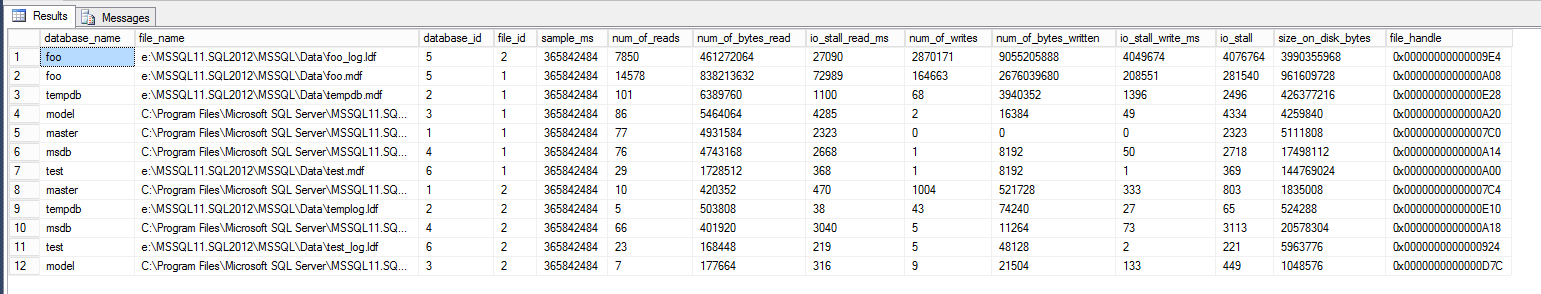 Results Messages
database_name file_name database_id file_id sample_ms num_of_reads num_of_bytes_read io_stall_read_ms num_of_writes num_of_bytes_written io_stall_write_ms io_stall size_on_disk_bytes file_handle
1 foo e:\MSSQL11.SQL2012\MSSQL\Data\foo_log.ldf 5 2 365842484 7850 461272064 27090 2870171 9055205888 4049674 4076764 3990355968 0x00000000000009E4
2 foo e:\MSSQL11.SQL2012\MSSQL\Data\foo.mdf 5 1 365842484 14578 838213632 72989 164663 2676039680 208551 281540 961609728 0x0000000000000A08
3 tempdb e:\MSSQL11.SQL2012\MSSQL\Data\tempdb.mdf 2 1 365842484 101 6389760 1100 68 3940352 1396 2496 426377216 0x0000000000000E28
4 model C:\Program Files\Microsoft SQL Server\MSSQL11.SQ... 3 1 365842484 86 5464064 4285 2 16384 49 4334 4259840 0x0000000000000A20
5 master C:\Program Files\Microsoft SQL Server\MSSQL11.SQ... 1 1 365842484 77 4931584 2323 0 0 0 2323 5111808 0x00000000000007C0
6 msdb C:\Program Files\Microsoft SQL Server\MSSQL11.SQ... 4 1 365842484 76 4743168 2668 1 8192 50 2718 17498112 0x0000000000000A14
7 test e:\MSSQL11.SQL2012\MSSQL\Data\test.mdf 6 1 365842484 29 1728512 368 1 8192 1 369 144769024 0x0000000000000A00
8 master C:\Program Files\Microsoft SQL Server\MSSQL11.SQ... 1 2 365842484 10 420352 470 1004 521728 333 803 1835008 0x00000000000007C4
9 tempdb e:\MSSQL11.SQL2012\MSSQL\Data\templog.ldf 2 2 365842484 5 503808 38 43 74240 27 65 524288 0x0000000000000E10
10 msdb C:\Program Files\Microsoft SQL Server\MSSQL11.SQ... 4 2 365842484 66 401920 3040 5 11264 73 3113 20578304 0x0000000000000A18
11 test e:\MSSQL11.SQL2012\MSSQL\Data\test_log.ldf 6 2 365842484 23 168448 219 5 48128 2 221 5963776 0x0000000000000924
12 model C:\Program Files\Microsoft SQL Server\MSSQL11.SQ... 3 2 365842484 7 177664 316 9 21504 133 449 1048576 0x0000000000000D7C